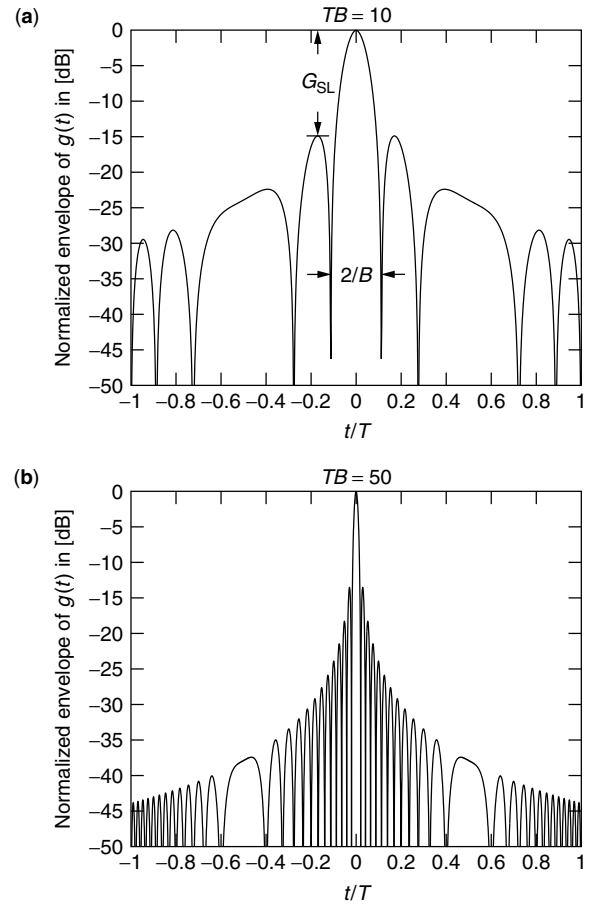 (a)
TB = 10
Normalized envelope of g(t) in [dB]
0
−5
−10
−15
−20
−25
−30
−35
−40
−45
−50
G_SL
2/B
−1 −0.8 −0.6 −0.4 −0.2 0 0.2 0.4 0.6 0.8 1
t/T
(b)
TB = 50
Normalized envelope of g(t) in [dB]
0
−5
−10
−15
−20
−25
−30
−35
−40
−45
−50
−1 −0.8 −0.6 −0.4 −0.2 0 0.2 0.4 0.6 0.8 1
t/T